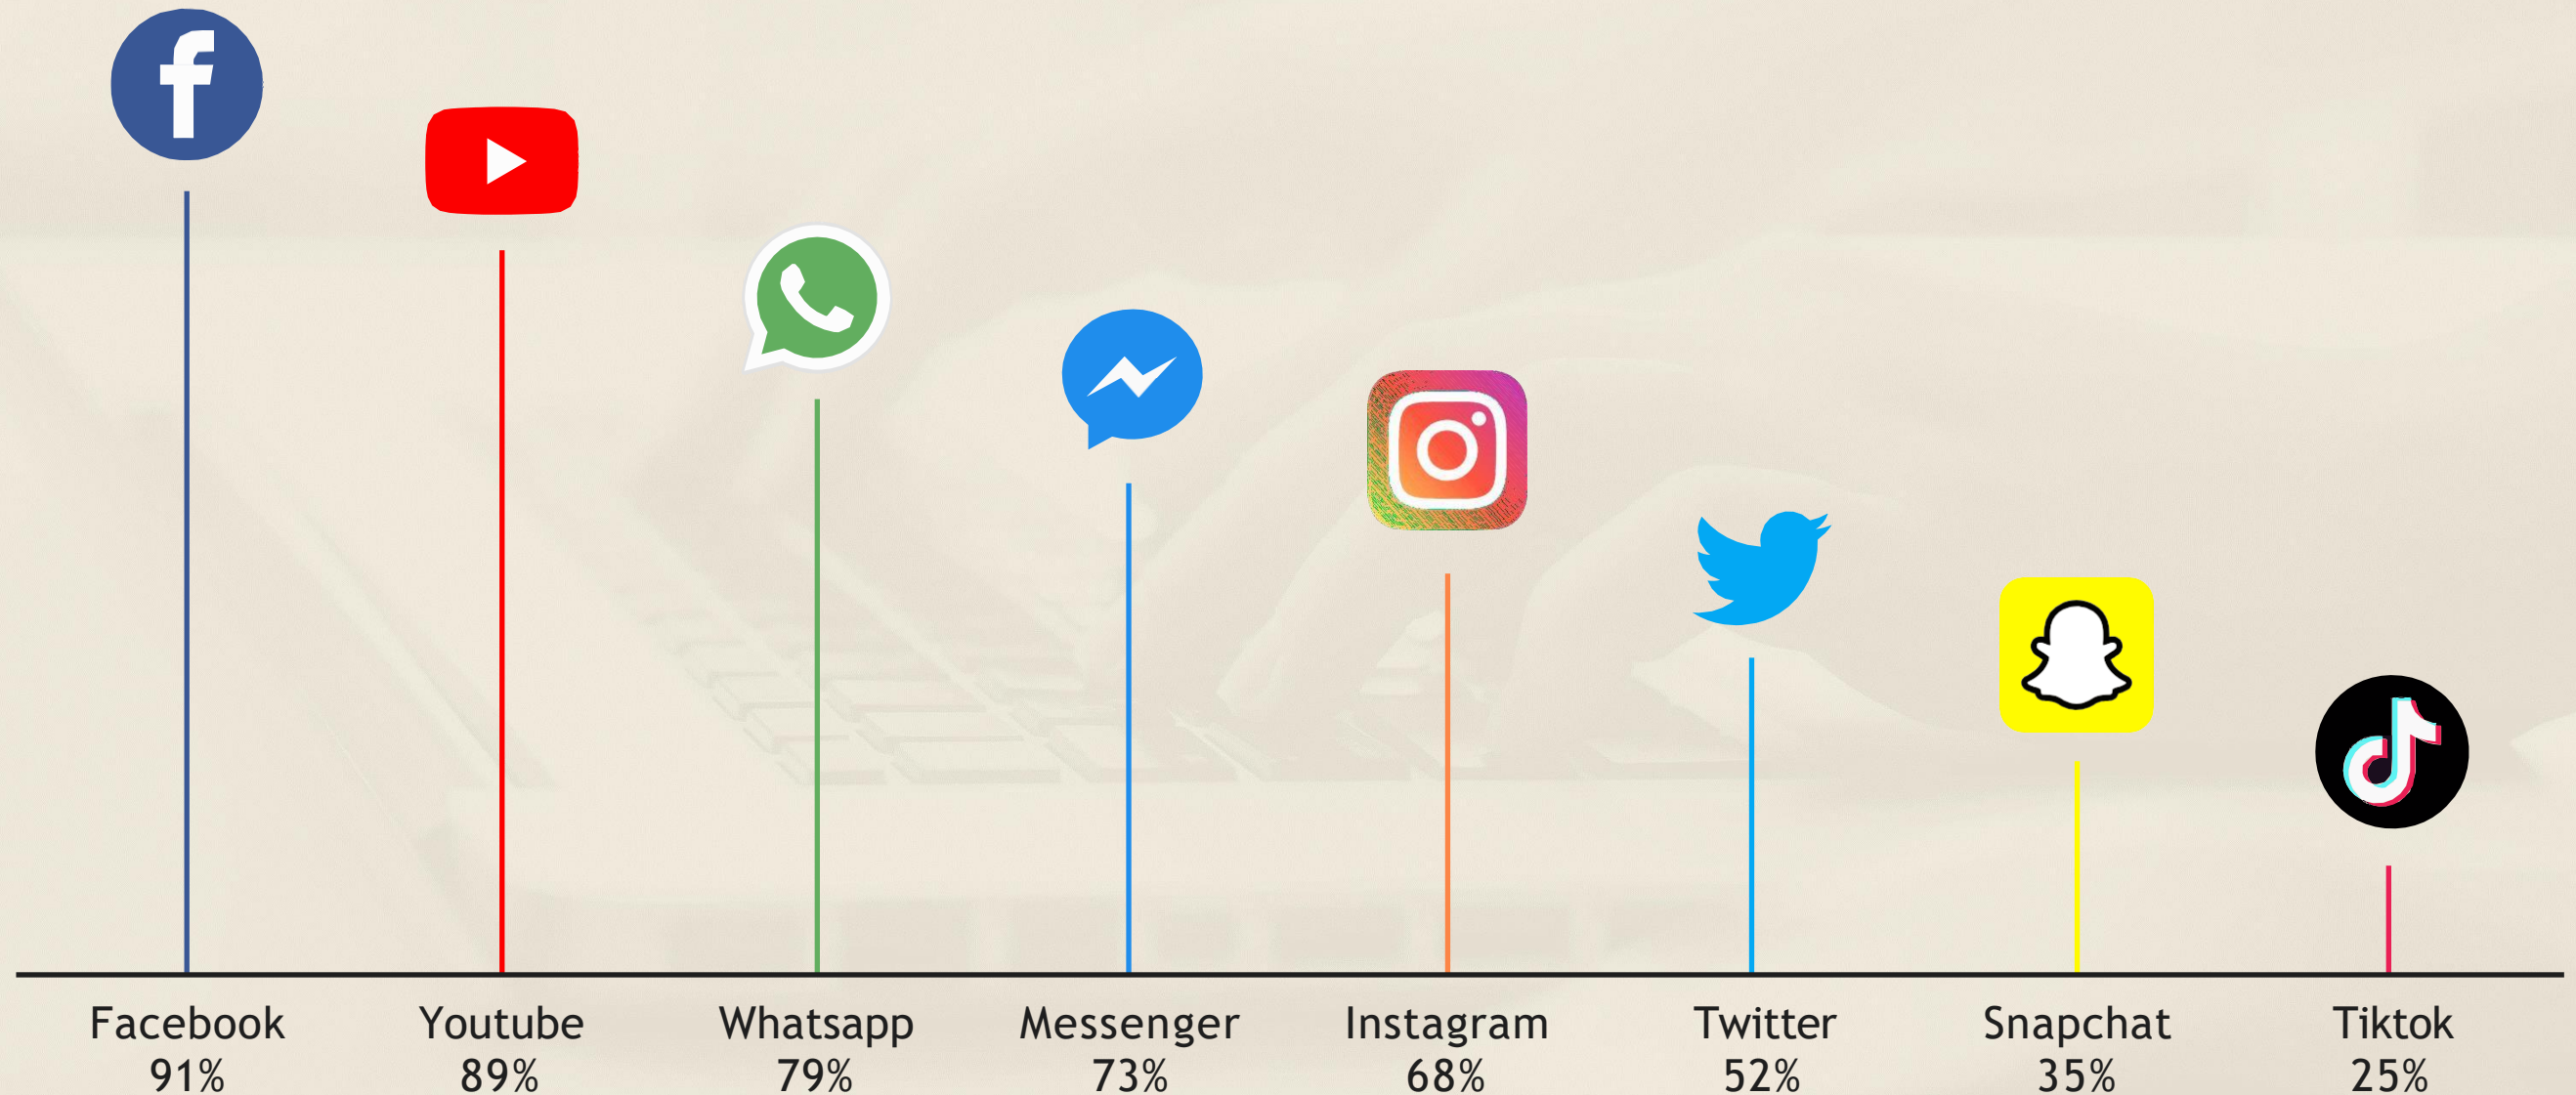 Facebook
91%
Youtube
89%
Whatsapp
79%
Messenger
73%
Instagram
68%
Twitter
52%
Snapchat
35%
Tiktok
25%